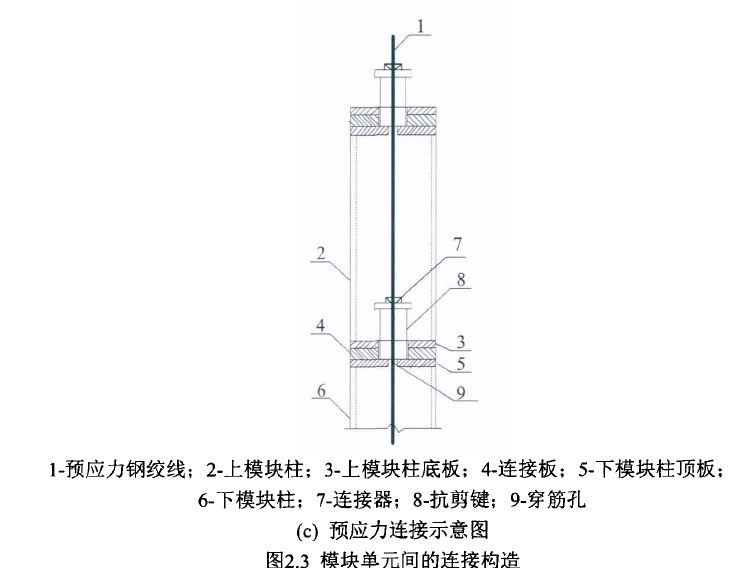 1
2
7
8
4
3
5
6
9
1-预应力钢绞线；2-上模块柱；3-上模块柱底板；4-连接板；5-下模块柱顶板；
6-下模块柱；7-连接器；8-抗剪键；9-穿筋孔
(c) 预应力连接示意图
图2.3 模块单元间的连接构造